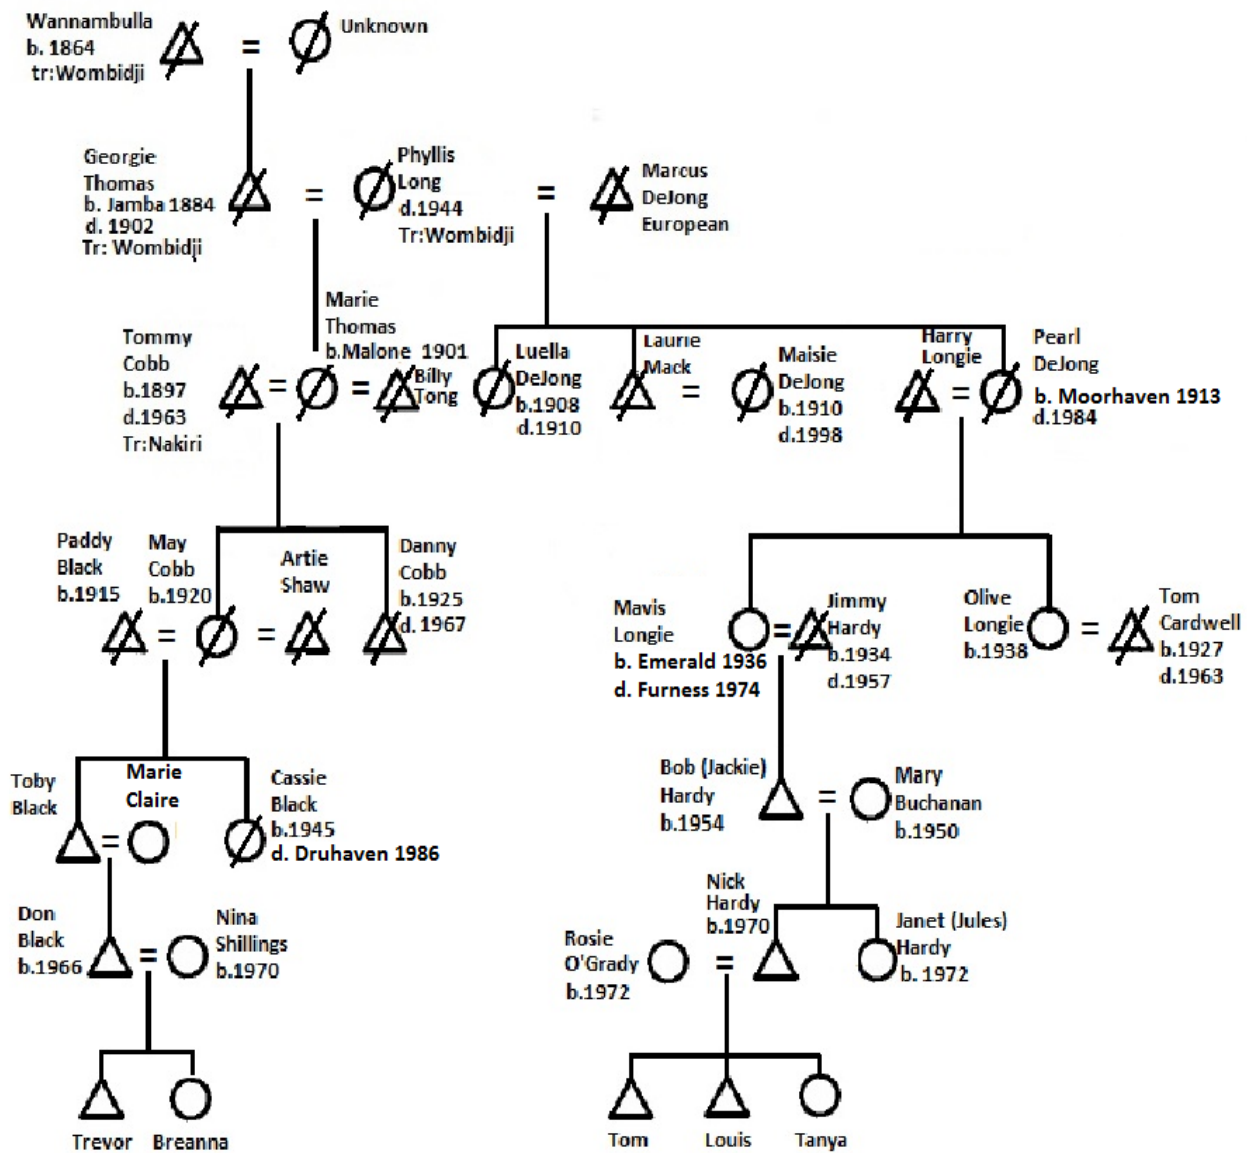 Wannambulla
b. 1864
tr:Wombidji
=
Unknown
Georgie
Thomas
b. Jamba 1884
d. 1902
Tr: Wombidji
=
Phyllis
Long
d.1944
Tr:Wombidji
=
Marcus
DeJong
European
Tommy
Cobb
b.1897
d.1963
Tr:Nakiri
=
Marie
Thomas
b.Malone 1901
=
Billy
Tong
Luella
DeJong
b.1908
d.1910
Laurie
Mack
=
Maisie
DeJong
b.1910
d.1998
Harry
Longie
=
Pearl
DeJong
b. Moorhaven 1913
d.1984
Paddy
Black
b.1915
=
May
Cobb
b.1920
=
Artie
Shaw
Danny
Cobb
b.1925
d.1967
Mavis
Longie
b. Emerald 1936
d. Furness 1974
=
Jimmy
Hardy
b.1934
d.1957
Olive
Longie
b.1938
=
Tom
Cardwell
b.1927
d.1963
Toby
Black
=
Marie
Claire
Cassie
Black
b.1945
d. Druhaven 1986
Bob (Jackie)
Hardy
b.1954
=
Mary
Buchanan
b.1950
Don
Black
b.1966
=
Nina
Shillings
b.1970
Rosie
O'Grady
b.1972
=
Nick
Hardy
b.1970
Janet (Jules)
Hardy
b. 1972
Trevor
Breanna
Tom
Louis
Tanya